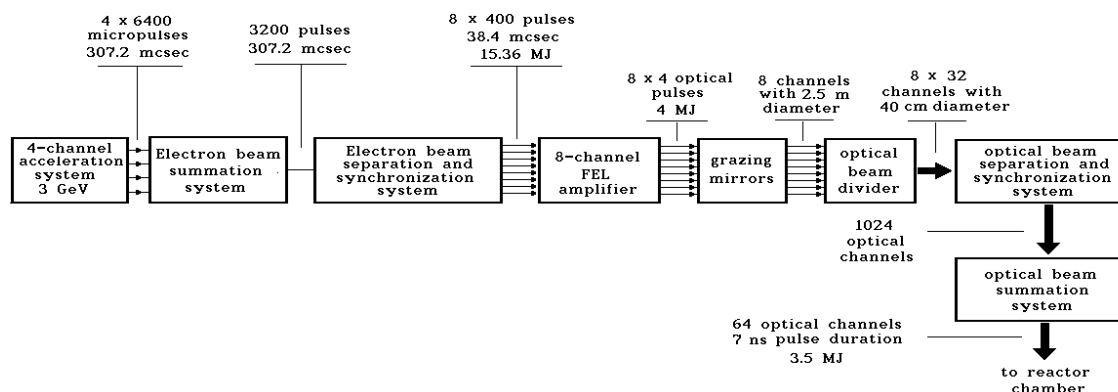 4 x 6400
micropulses
307.2 mcsec
3200 pulses
307.2 mcsec
8 x 400 pulses
38.4 mcsec
15.36 MJ
8 x 4 optical
pulses
4 MJ
8 channels
with 2.5 m
diameter
8 x 32
channels with
40 cm diameter
4-channel
acceleration
system
3 GeV
Electron beam
summation
system
Electron beam
separation and
synchronization
system
8-channel
FEL
amplifier
grazing
mirrors
optical
beam
divider
optical beam
separation and
synchronization
system
1024
optical
channels
optical beam
summation
system
64 optical channels
7 ns pulse duration
3.5 MJ
to reactor
chamber